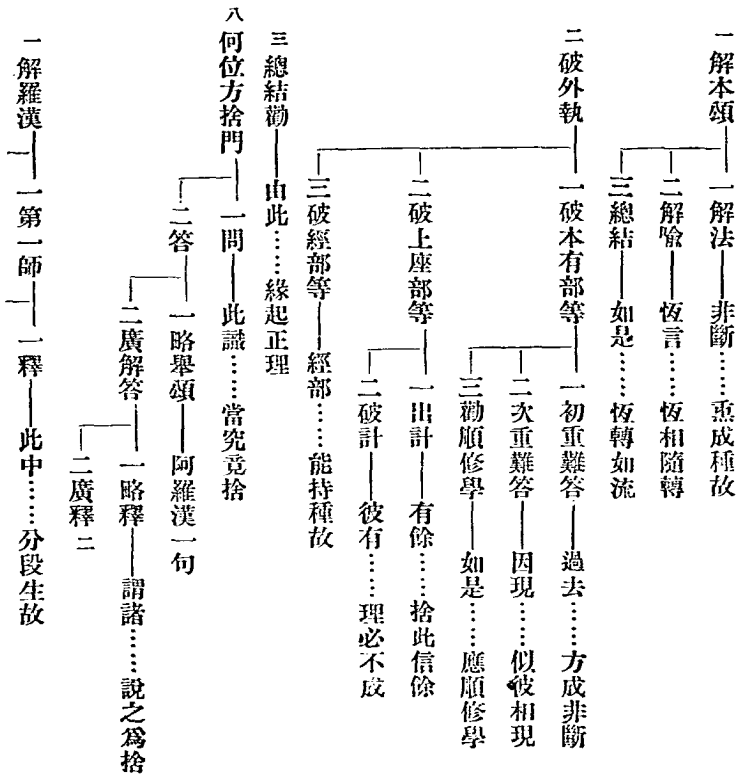 一解本頌 一解法 非斷……熏成種故
二解喻 恆言……恆相隨轉
三總結 如是……恆轉如流
二破外執 一破本有部等 一初重難答 過去……方成非斷
二次重難答 因現……似彼相現
三勸順修學 如是……應順修學
二破上座部等 一出計 有餘……捨此信餘
二破計 彼有……理必不成
三破經部等 經部……能持種故
三總結勸 由此……緣起正理
八何位方捨門 一問 此識……當究竟捨
二答 一略舉頌 阿羅漢一句
二廣解答 一略釋 謂諸……說之爲捨
二廣釋二
一解羅漢 一第一師 一釋 此中……分段生故